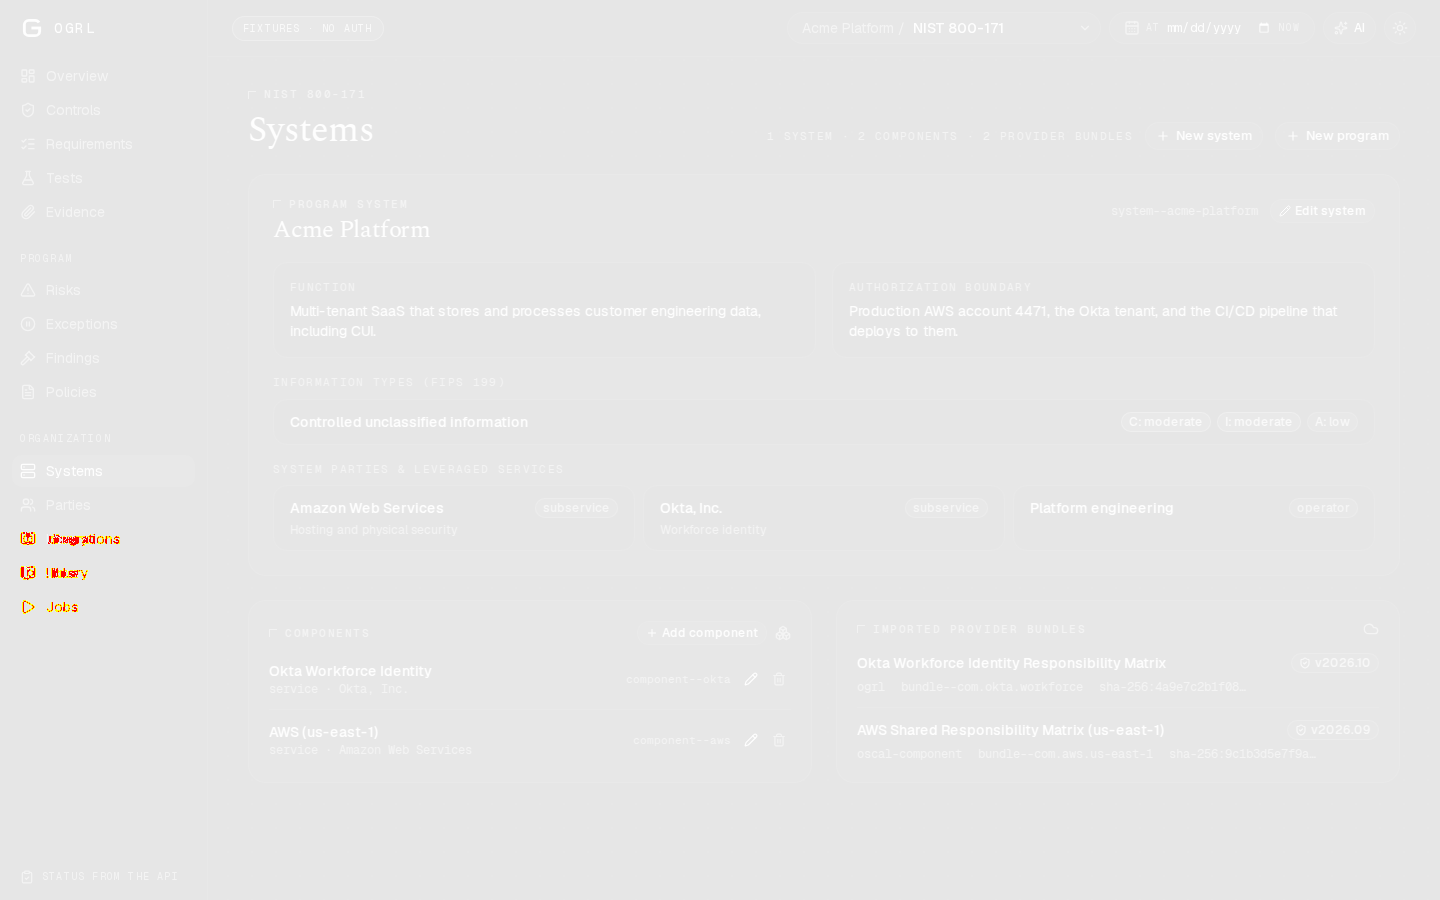 OGRL
FIXTURES NO AUTH
Acme Platform / NIST 800-171
AT mm/dd/yyyy NOW
AI
Overview
Controls
Requirements
Tests
Evidence
PROGRAM
Risks
Exceptions
Findings
Policies
ORGANIZATION
Systems
Parties
Jobs
STATUS FROM THE API
NIST 800-171
Systems
1 SYSTEM · 2 COMPONENTS · 2 PROVIDER BUNDLES
New system
New program
PROGRAM SYSTEM
Acme Platform
system--acme-platform
Edit system
FUNCTION
Multi-tenant SaaS that stores and processes customer engineering data,
including CUI.
AUTHORIZATION BOUNDARY
Production AWS account 4471, the Okta tenant, and the CI/CD pipeline that
deploys to them.
INFORMATION TYPES (FIPS 199)
Controlled unclassified information
C: moderate
I: moderate
A: low
SYSTEM PARTIES & LEVERAGED SERVICES
Amazon Web Services
subservice
Hosting and physical security
Okta, Inc.
subservice
Workforce identity
Platform engineering
operator
COMPONENTS
Add component
Okta Workforce Identity
service · Okta, Inc.
component--okta
AWS (us-east-1)
service · Amazon Web Services
component--aws
IMPORTED PROVIDER BUNDLES
Okta Workforce Identity Responsibility Matrix
v2026.10
ogrl bundle--com.okta.workforce sha-256:4a9e7c2b1f08…
AWS Shared Responsibility Matrix (us-east-1)
v2026.09
oscal-component bundle--com.aws.us-east-1 sha-256:9c1b3d5e7f9a…